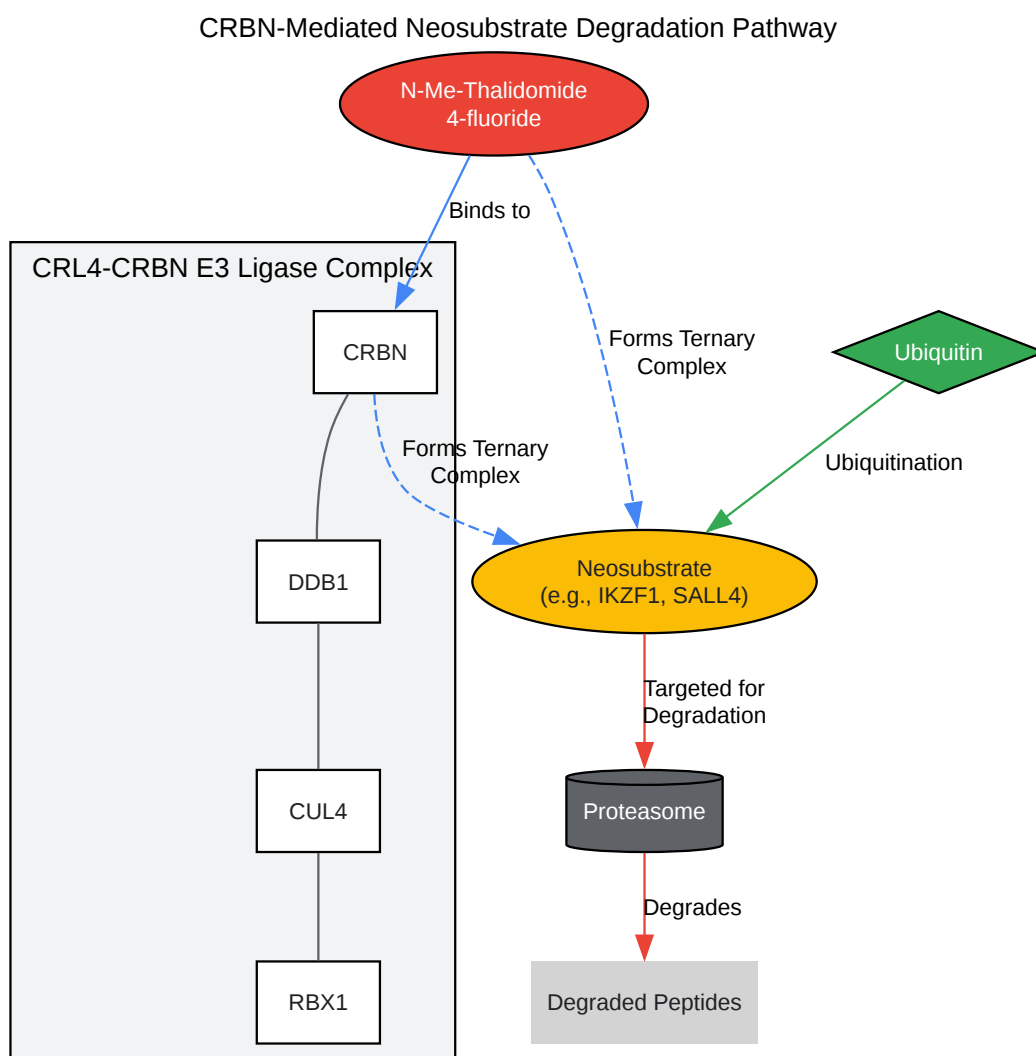 CRBN-Mediated Neosubstrate Degradation Pathway
N-Me-Thalidomide
4-fluoride
Binds to
CRL4-CRBN E3 Ligase Complex
CRBN
Forms Ternary
Complex
Ubiquitin
Forms Ternary
Complex
Ubiquitination
DDB1
Neosubstrate
(e.g., IKZF1, SALL4)
Targeted for
Degradation
CUL4
Proteasome
Degrades
RBX1
Degraded Peptides